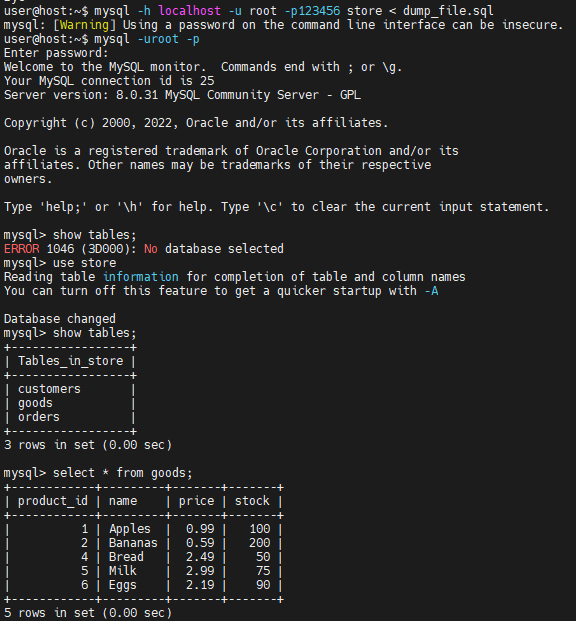 user@host:~$ mysql -h localhost -u root -p123456 store < dump_file.sql
mysql: [Warning] Using a password on the command line interface can be insecure.
user@host:~$ mysql -uroot -p
Enter password:
Welcome to the MySQL monitor.  Commands end with ; or \g.
Your MySQL connection id is 25
Server version: 8.0.31 MySQL Community Server - GPL

Copyright (c) 2000, 2022, Oracle and/or its affiliates.

Oracle is a registered trademark of Oracle Corporation and/or its
affiliates. Other names may be trademarks of their respective
owners.

Type 'help;' or '\h' for help. Type '\c' to clear the current input statement.

mysql> show tables;
ERROR 1046 (3D000): No database selected
mysql> use store
Reading table information for completion of table and column names
You can turn off this feature to get a quicker startup with -A

Database changed
mysql> show tables;
+-----------------+
| Tables_in_store |
+-----------------+
| customers       |
| goods           |
| orders          |
+-----------------+
3 rows in set (0.00 sec)

mysql> select * from goods;
+------------+---------+-------+-------+
| product_id | name    | price | stock |
+------------+---------+-------+-------+
|          1 | Apples  |  0.99 |   100 |
|          2 | Bananas |  0.59 |   200 |
|          4 | Bread   |  2.49 |    50 |
|          5 | Milk    |  2.99 |    75 |
|          6 | Eggs    |  2.19 |    90 |
+------------+---------+-------+-------+
5 rows in set (0.00 sec)